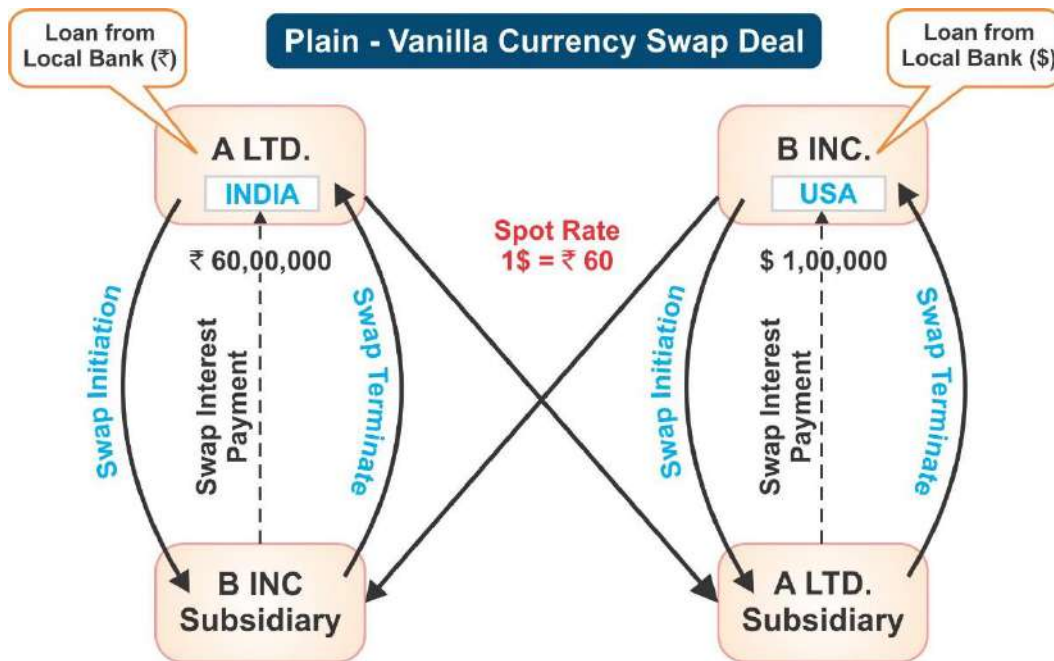 Plain - Vanilla Currency Swap Deal
Loan from
Local Bank (₹)
Loan from
Local Bank ($)
A LTD.
INDIA
B INC.
USA
Spot Rate
1$ = ₹ 60
₹ 60,00,000
$ 1,00,000
Swap Initiation
Swap Interest
Payment
Swap Terminate
Swap Initiation
Swap Interest
Payment
Swap Terminate
B INC
Subsidiary
A LTD.
Subsidiary